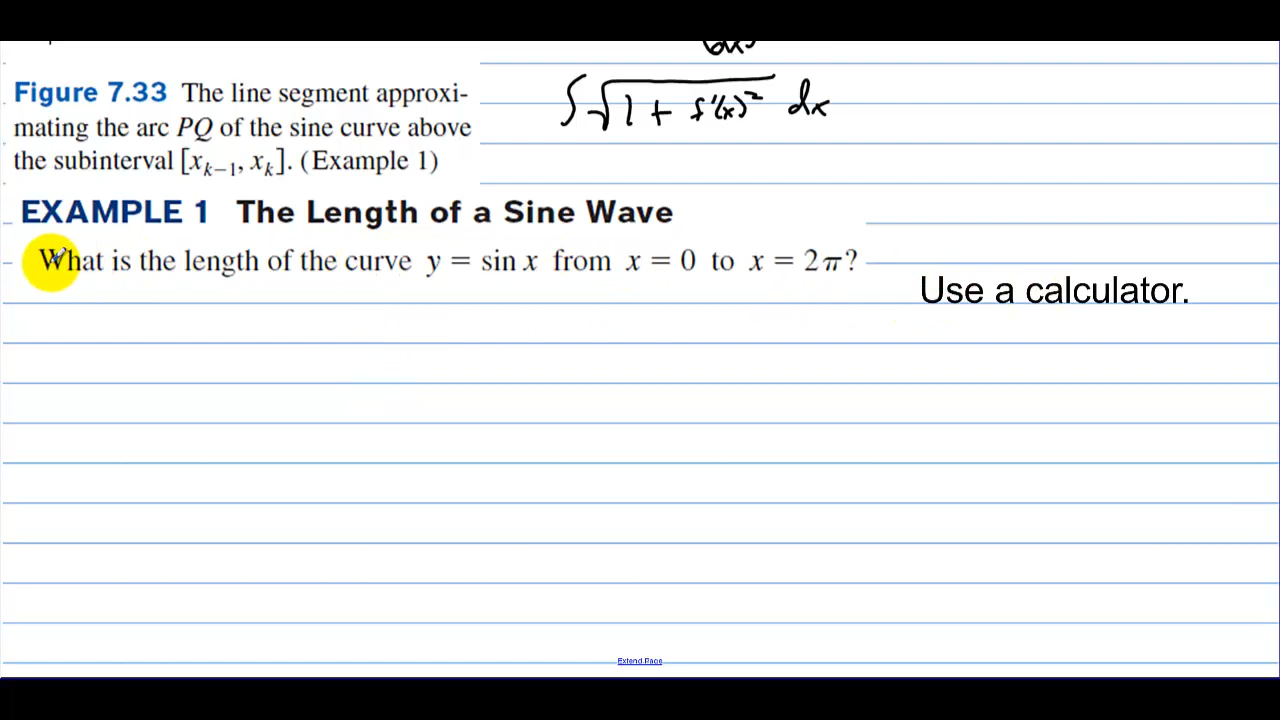 Figure 7.33 The line segment approxi-
mating the arc PQ of the sine curve above
the subinterval [xₖ₋₁, xₖ]. (Example 1)
∫√(1 + f'(x)²) dx
EXAMPLE 1 The Length of a Sine Wave
What is the length of the curve y = sin x from x = 0 to x = 2π?
Use a calculator.
Extend Page